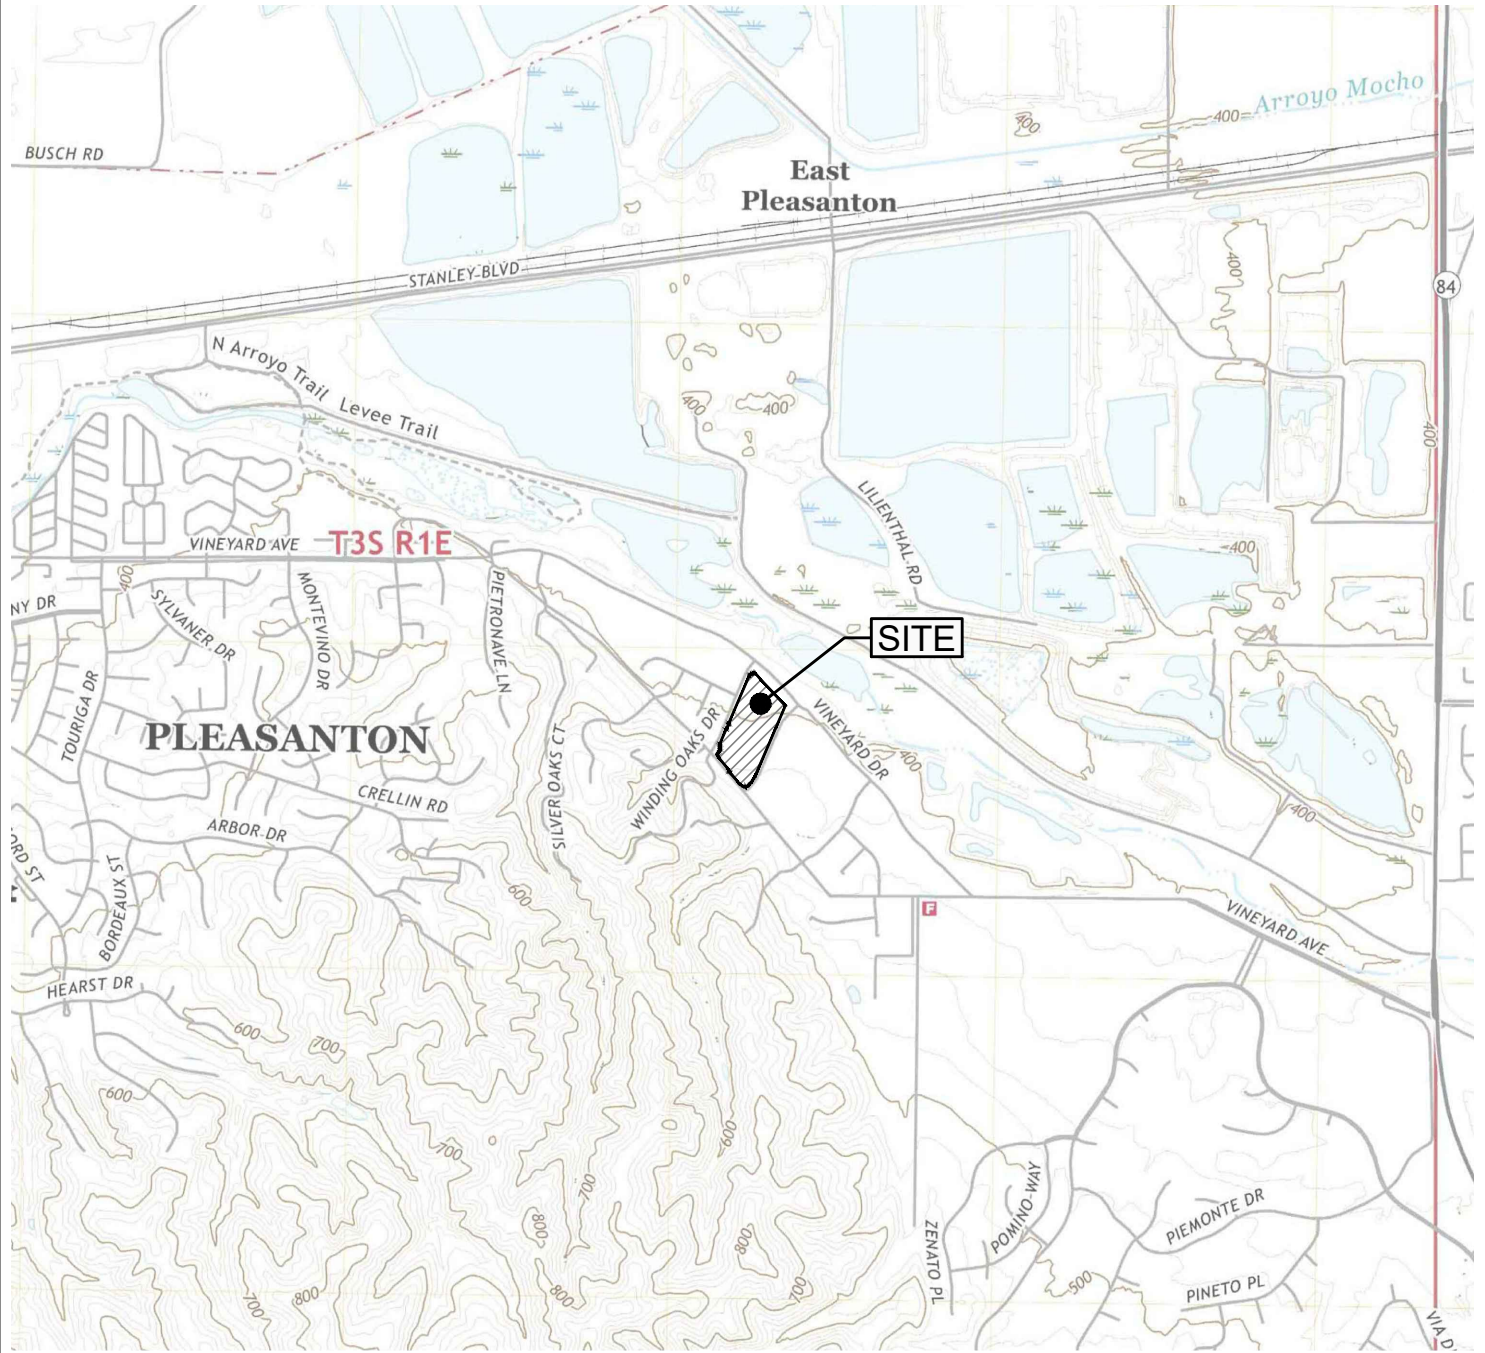 Arroyo Mocho
400
400
BUSCH RD
East
Pleasanton
STANLEY BLVD
400
84
N Arroyo Trail
Levee Trail
400
400
400
LILIENTHAL RD
VINEYARD AVE
T3S R1E
400
400
NY DR
SYLVANER DR
MONTEVINO DR
PIETRONAVE LN
SITE
TOURIGA DR
PLEASANTON
WINDING OAKS DR
VINEYARD DR
400
SILVER OAKS CT
CRELLIN RD
ARBOR DR
400
ORD ST
BORDEAUX ST
600
F
VINEYARD AVE
HEARST DR
600
700
600
700
600
700
800
800
POMINO WAY
PIEMONTE DR
ZENATO PL
500
PINETO PL
700
800
800
700
VIA D